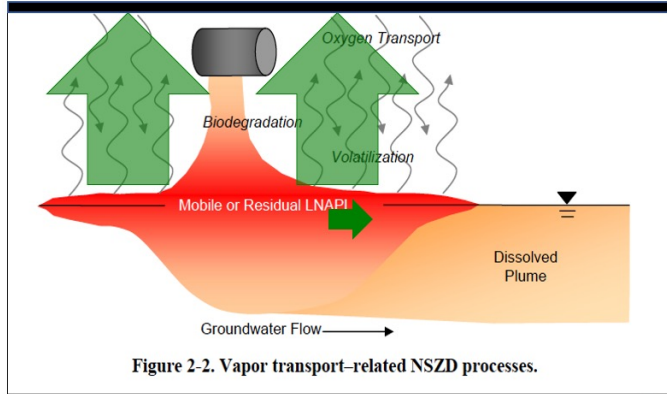 Oxygen Transport
Biodegradation
Volatilization
Mobile or Residual LNAPL
Dissolved
Plume
Groundwater Flow
Figure 2-2. Vapor transport–related NSZD processes.